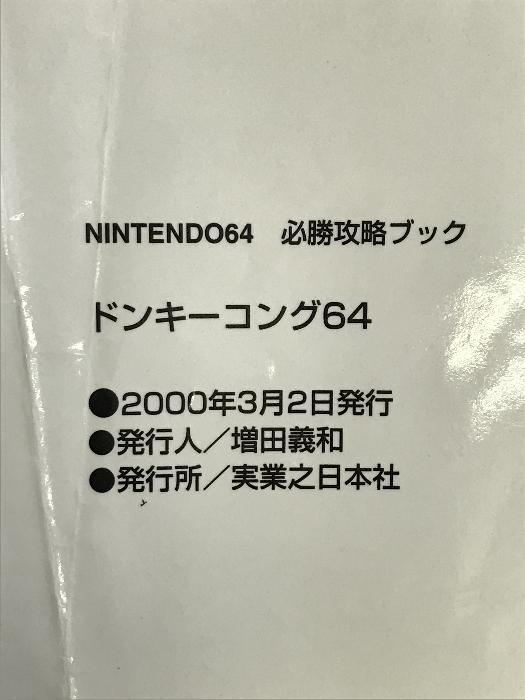 NINTENDO64　必勝攻略ブック
ドンキーコング64
●2000年3月2日発行
●発行人／増田義和
●発行所／実業之日本社